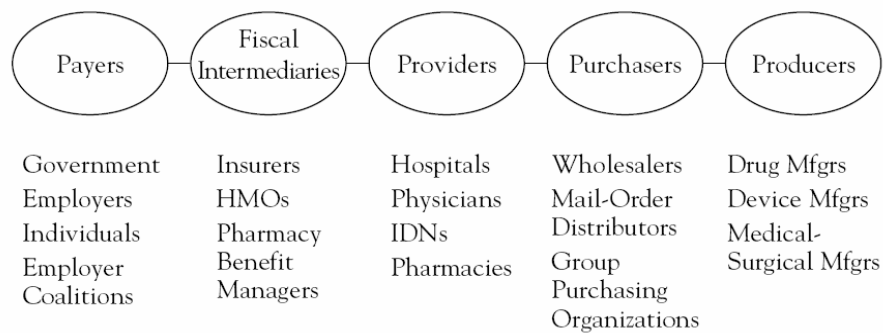 Payers
Fiscal
Intermediaries
Providers
Purchasers
Producers
Government
Employers
Individuals
Employer
Coalitions
Insurers
HMOs
Pharmacy
Benefit
Managers
Hospitals
Physicians
IDNs
Pharmacies
Wholesalers
Mail-Order
Distributors
Group
Purchasing
Organizations
Drug Mfgrs
Device Mfgrs
Medical-
Surgical Mfgrs